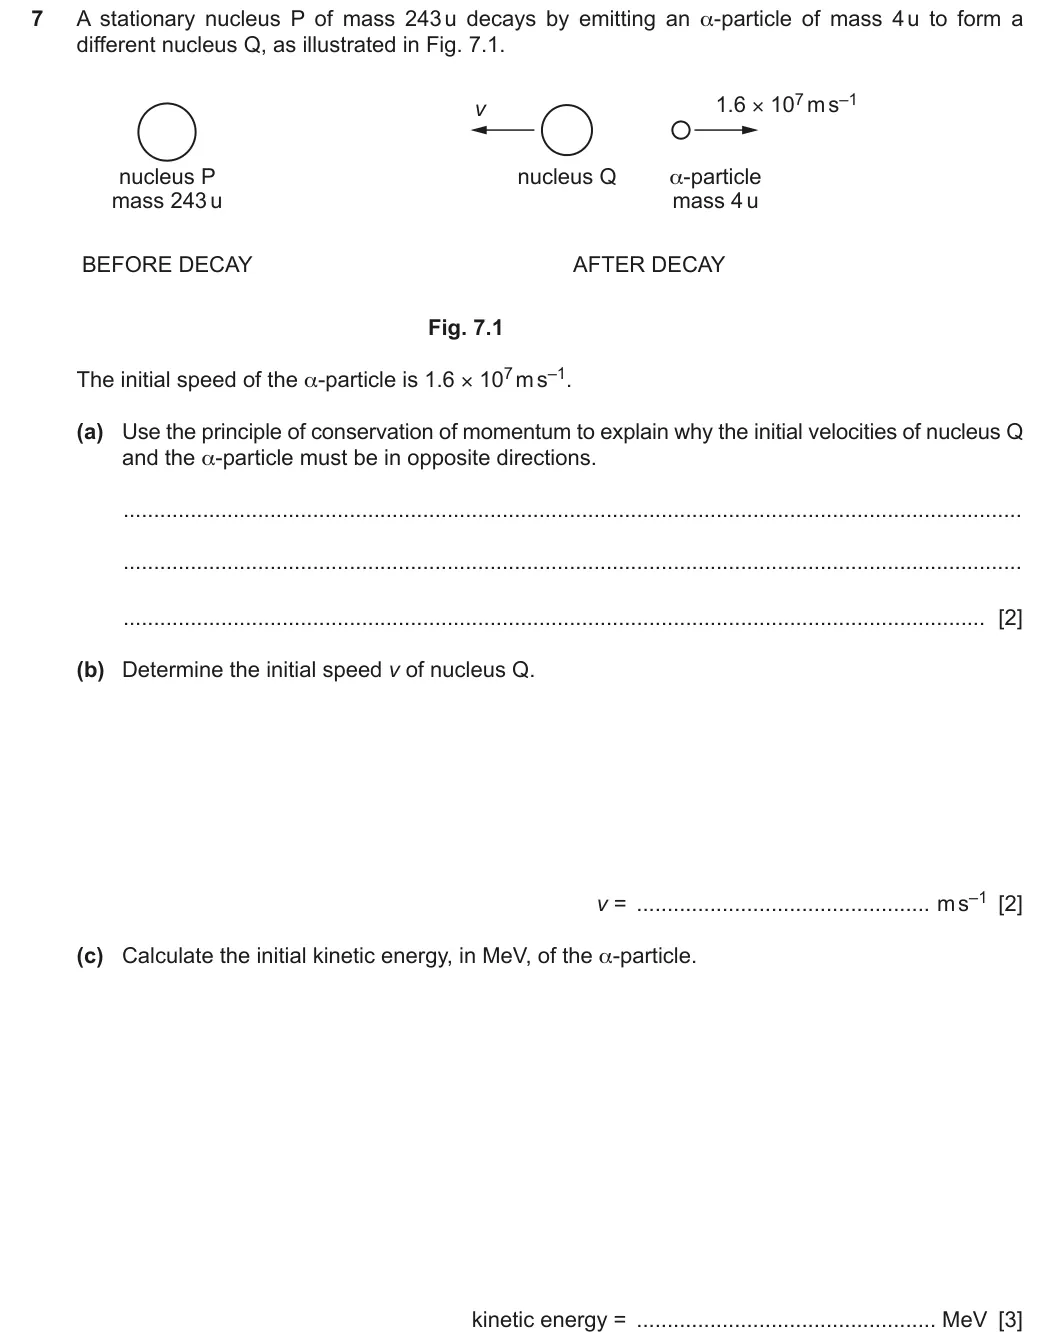 7 A stationary nucleus P of mass 243 u decays by emitting an α-particle of mass 4 u to form a
different nucleus Q, as illustrated in Fig. 7.1.
1.6 × 10⁷ m s⁻¹
v
nucleus P nucleus Q α-particle
mass 243 u mass 4 u
BEFORE DECAY AFTER DECAY
Fig. 7.1
The initial speed of the α-particle is 1.6 × 10⁷ m s⁻¹.
(a) Use the principle of conservation of momentum to explain why the initial velocities of nucleus Q
and the α-particle must be in opposite directions.
..........
..........
.......... [2]
(b) Determine the initial speed v of nucleus Q.
v = .......... m s⁻¹ [2]
(c) Calculate the initial kinetic energy, in MeV, of the α-particle.
kinetic energy = .......... MeV [3]